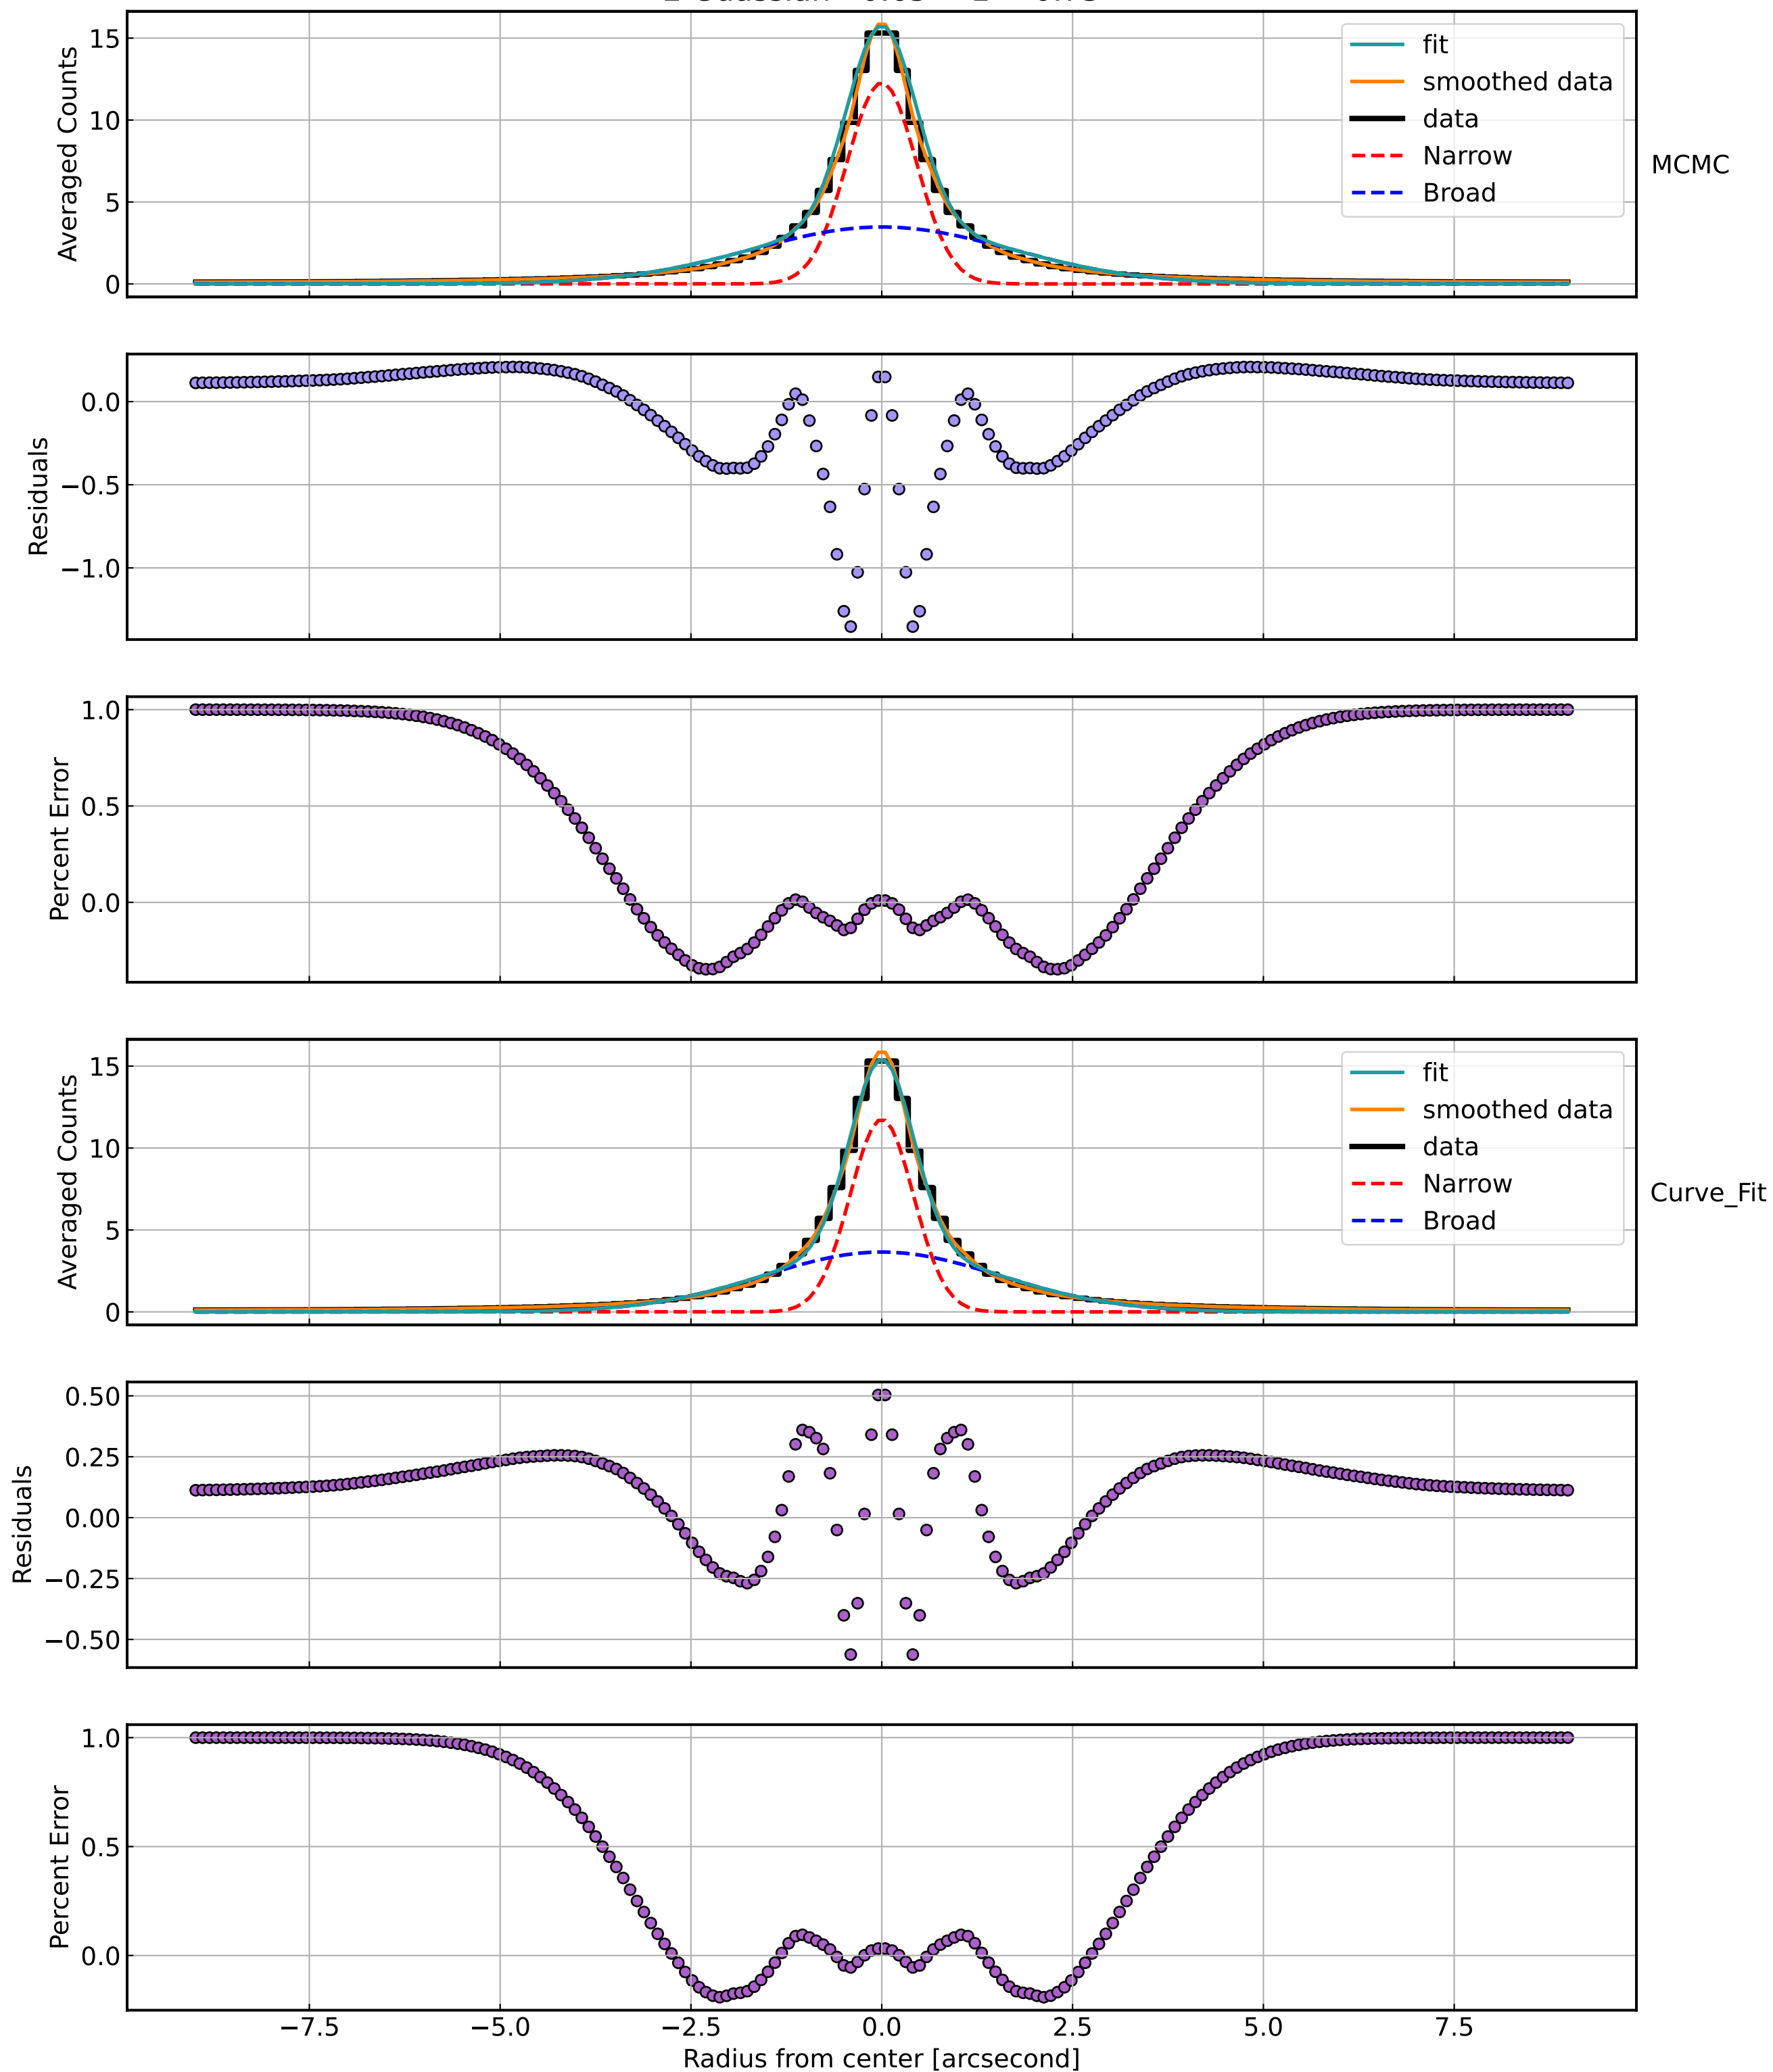 15
10
5
0
Averaged Counts
fit
smoothed data
data
Narrow
Broad
MCMC
0.0
−0.5
−1.0
Residuals
1.0
0.5
0.0
Percent Error
15
10
5
0
Averaged Counts
fit
smoothed data
data
Narrow
Broad
Curve_Fit
0.50
0.25
0.00
−0.25
−0.50
Residuals
1.0
0.5
0.0
Percent Error
−7.5 −5.0 −2.5 0.0 2.5 5.0 7.5
Radius from center [arcsecond]